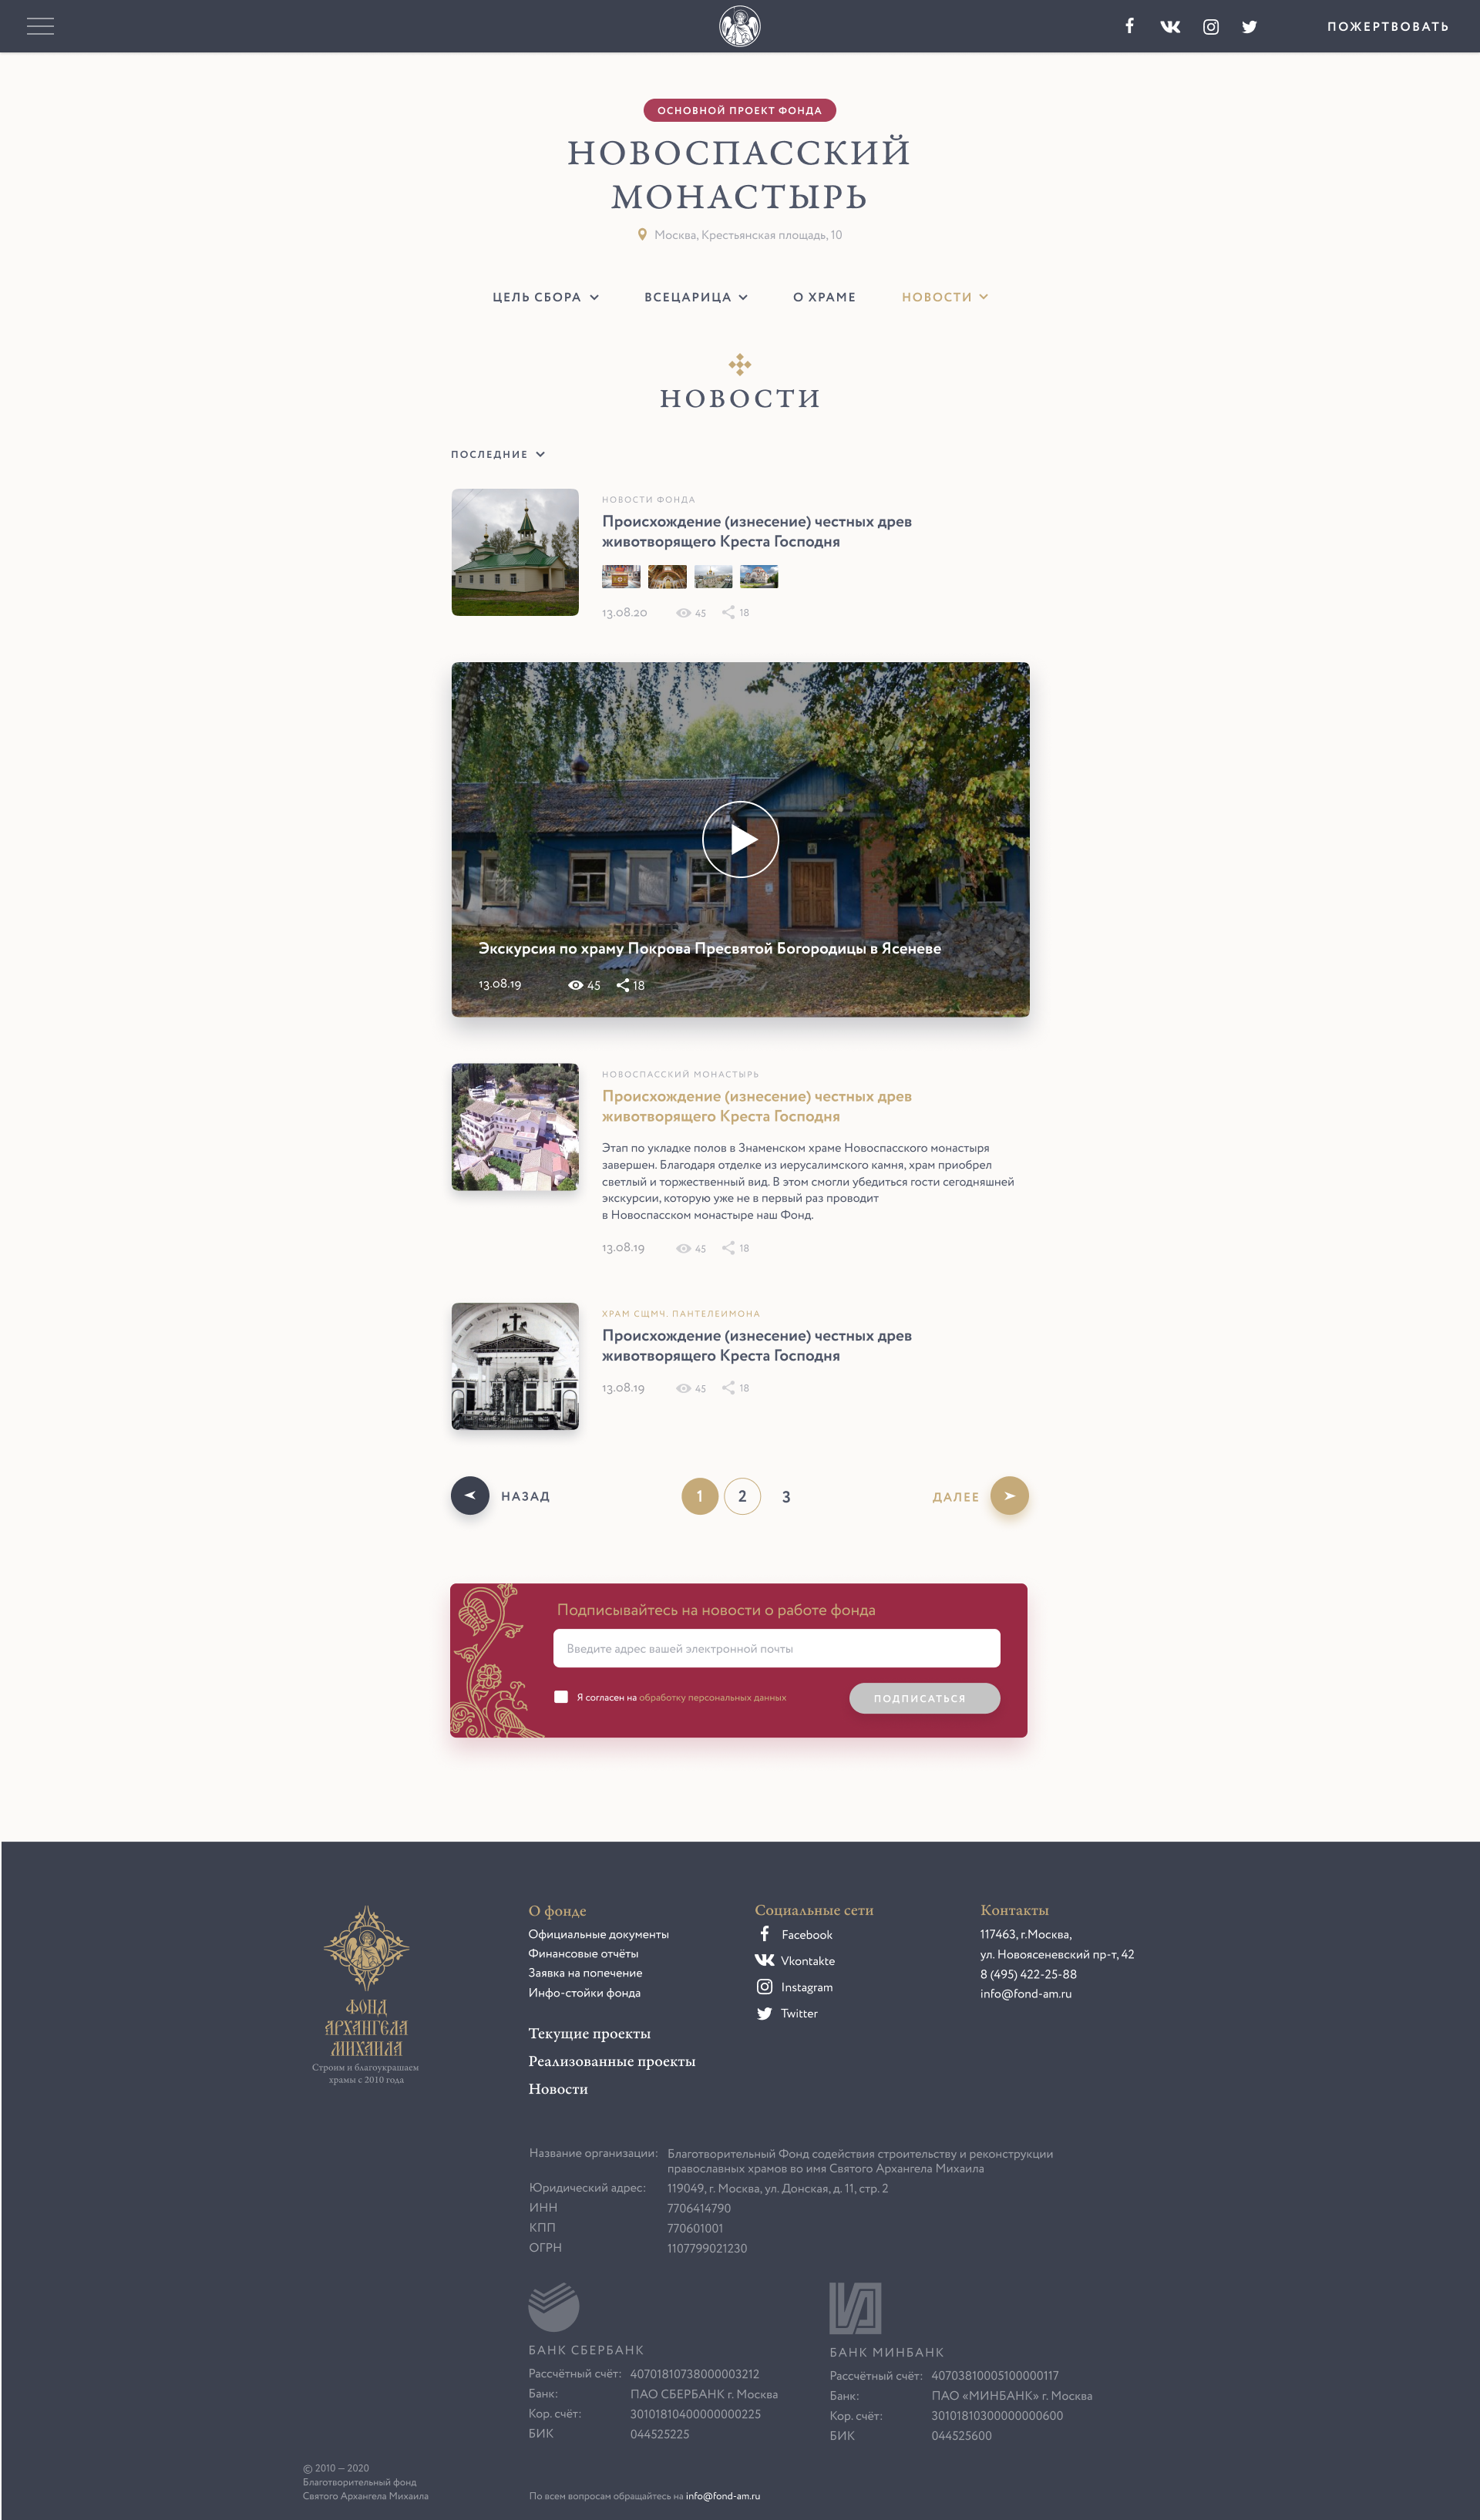 ПОЖЕРТВОВАТЬ
ОСНОВНОЙ ПРОЕКТ ФОНДА
НОВОСПАССКИЙ
МОНАСТЫРЬ
Москва, Крестьянская площадь, 10
ЦЕЛЬ СБОРА
ВСЕЦАРИЦА
О ХРАМЕ
НОВОСТИ
НОВОСТИ
ПОСЛЕДНИЕ
НОВОСТИ ФОНДА
Происхождение (изнесение) честных древ
животворящего Креста Господня
13.08.20 45 18
Экскурсия по храму Покрова Пресвятой Богородицы в Ясеневе
13.08.19 45 18
НОВОСПАССКИЙ МОНАСТЫРЬ
Происхождение (изнесение) честных древ
животворящего Креста Господня
Этап по укладке полов в Знаменском храме Новоспасского монастыря
завершен. Благодаря отделке из иерусалимского камня, храм приобрел
светлый и торжественный вид. В этом смогли убедиться гости сегодняшней
экскурсии, которую уже не в первый раз проводит
в Новоспасском монастыре наш Фонд.
13.08.19 45 18
ХРАМ СЩМЧ. ПАНТЕЛЕИМОНА
Происхождение (изнесение) честных древ
животворящего Креста Господня
13.08.19 45 18
НАЗАД 1 2 3 ДАЛЕЕ
Подписывайтесь на новости о работе фонда
Введите адрес вашей электронной почты
Я согласен на обработку персональных данных
ПОДПИСАТЬСЯ
ФОНД
АРХАНГЕЛА
МИХАИЛА
Строим и благоукрашаем
храмы с 2010 года
О фонде
Официальные документы
Финансовые отчёты
Заявка на попечение
Инфо-стойки фонда
Текущие проекты
Реализованные проекты
Новости
Социальные сети
Facebook
Vkontakte
Instagram
Twitter
Контакты
117463, г.Москва,
ул. Новоясеневский пр-т, 42
8 (495) 422-25-88
info@fond-am.ru
Название организации: Благотворительный Фонд содействия строительству и реконструкции
православных храмов во имя Святого Архангела Михаила
Юридический адрес: 119049, г. Москва, ул. Донская, д. 11, стр. 2
ИНН 7706414790
КПП 770601001
ОГРН 1107799021230
БАНК СБЕРБАНК
Рассчётный счёт: 40701810738000003212
Банк: ПАО СБЕРБАНК г. Москва
Кор. счёт: 30101810400000000225
БИК 044525225
БАНК МИНБАНК
Рассчётный счёт: 40703810005100000117
Банк: ПАО «МИНБАНК» г. Москва
Кор. счёт: 30101810300000000600
БИК 044525600
© 2010 — 2020
Благотворительный фонд
Святого Архангела Михаила
По всем вопросам обращайтесь на info@fond-am.ru